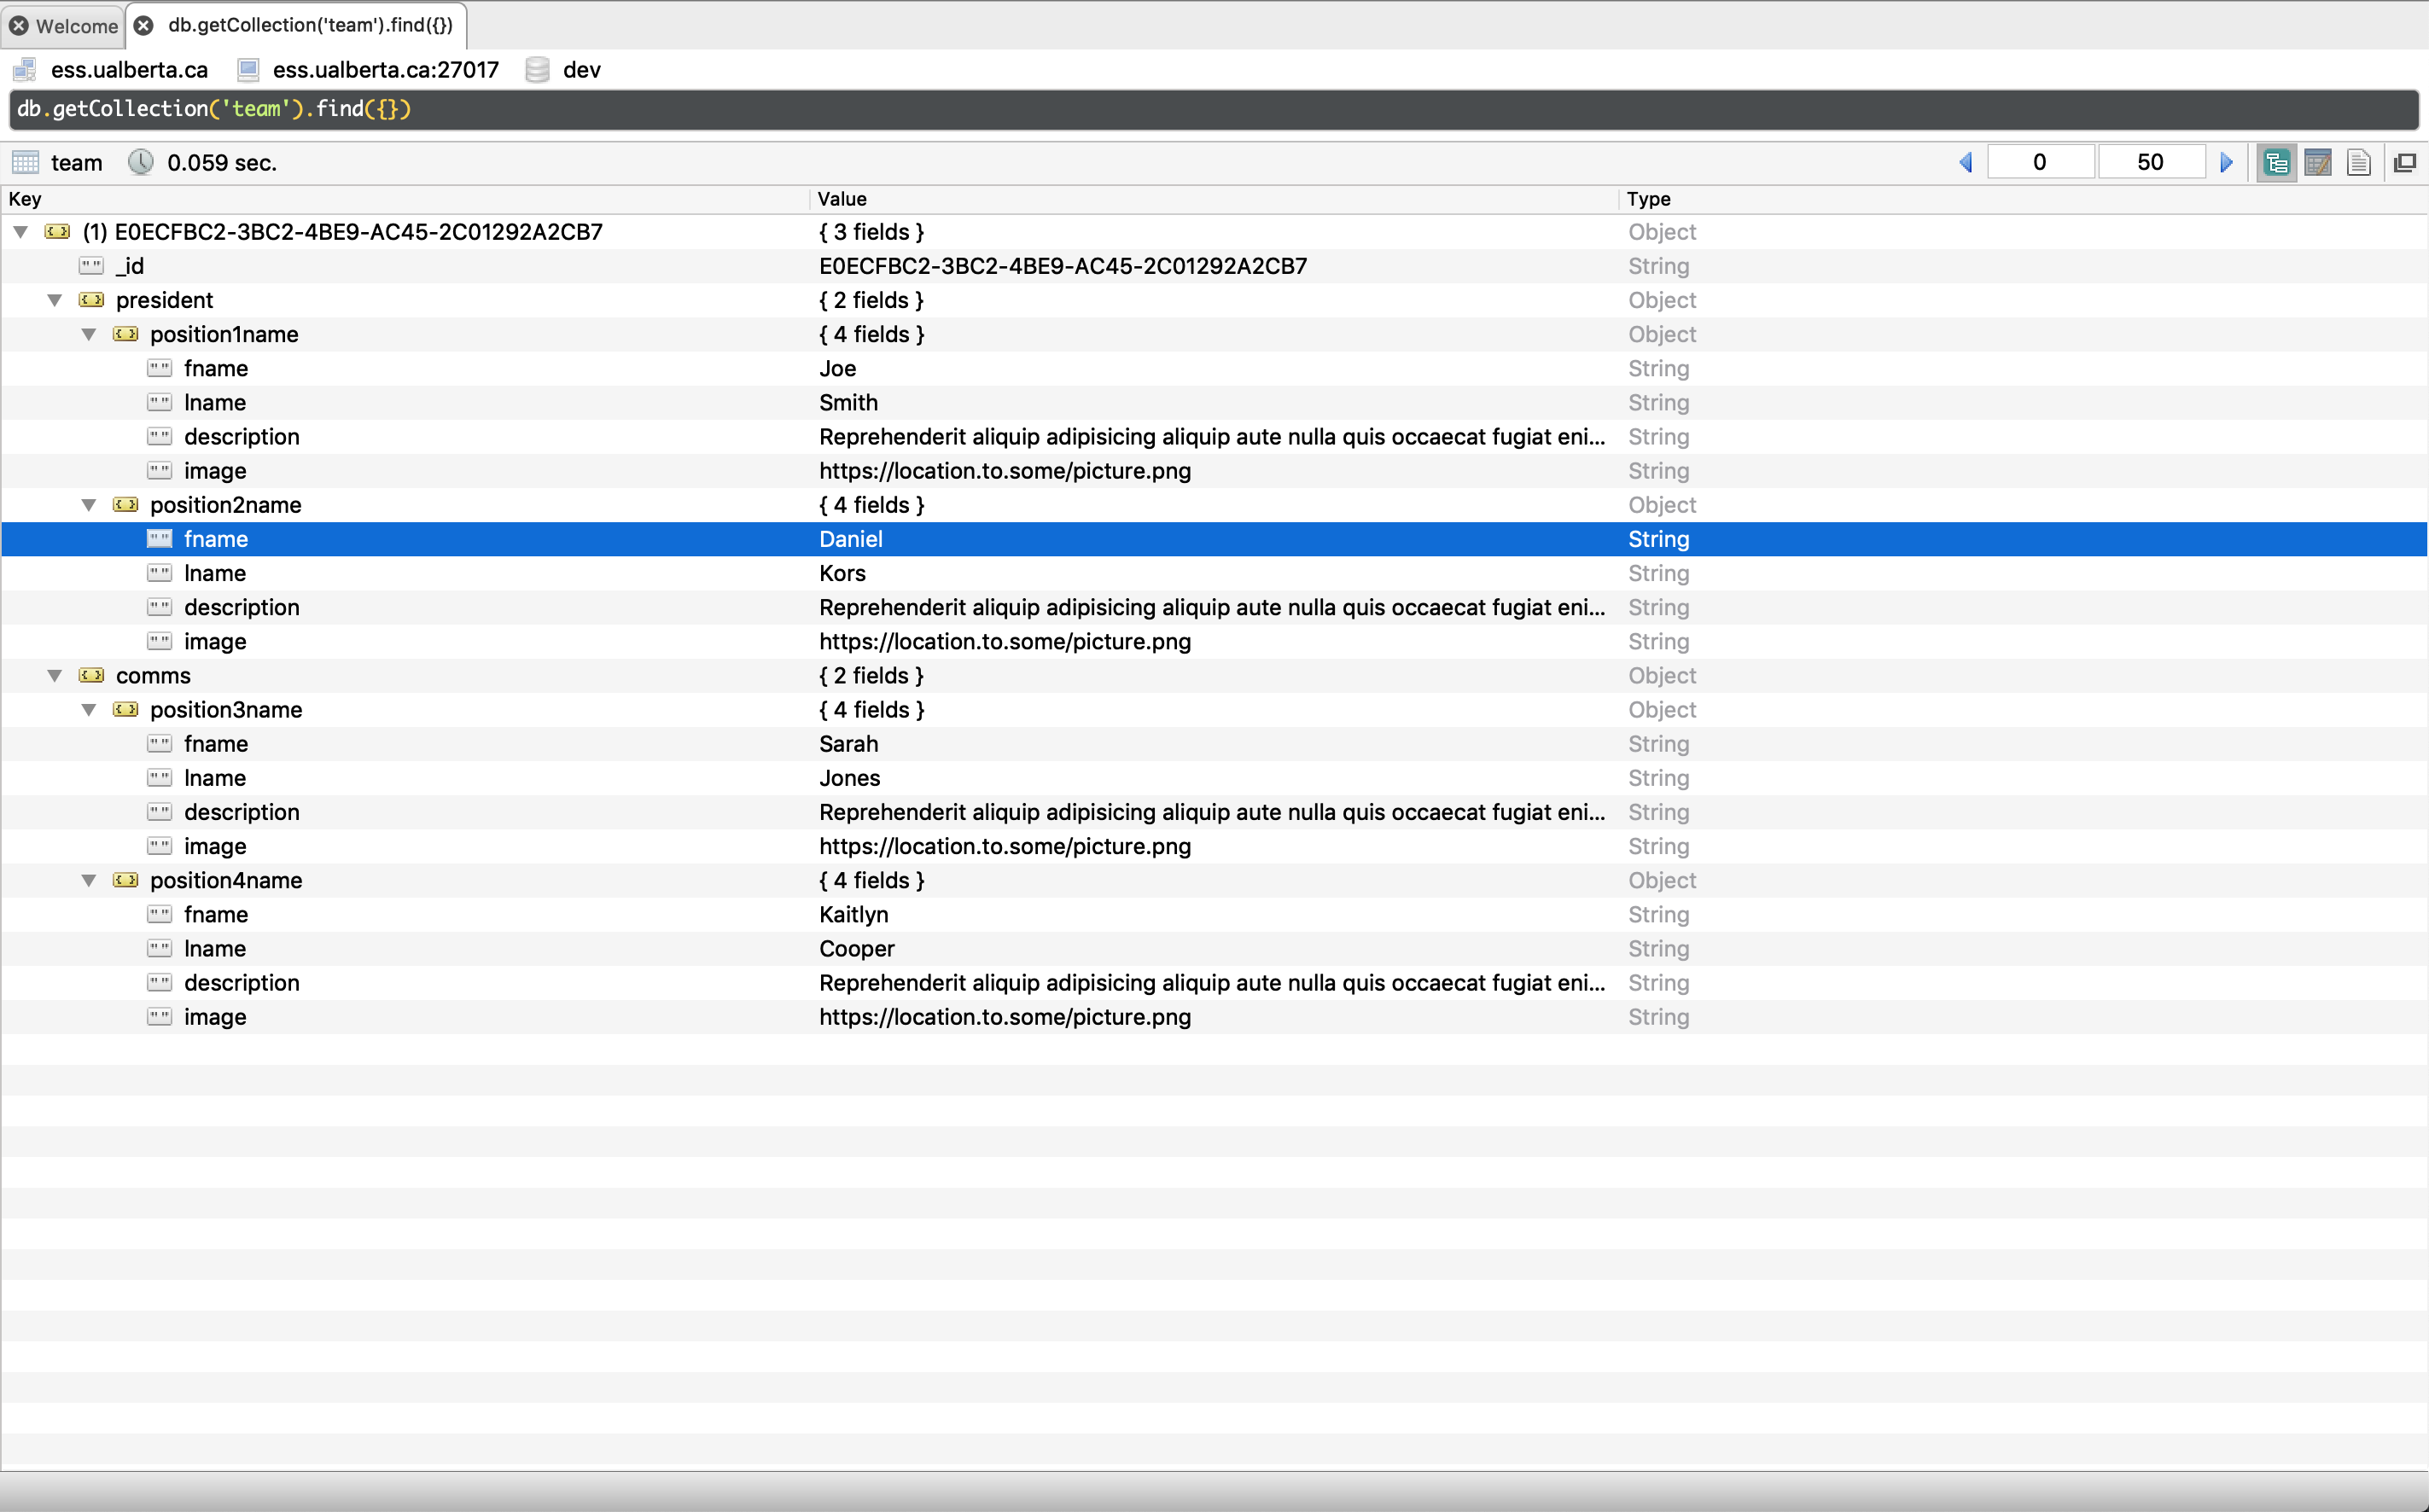 Welcome db.getCollection('team').find({})
ess.ualberta.ca ess.ualberta.ca:27017 dev
db.getCollection('team').find({})
team 0.059 sec. 0 50
Key Value Type
(1) E0ECFBC2-3BC2-4BE9-AC45-2C01292A2CB7 { 3 fields } Object
_id E0ECFBC2-3BC2-4BE9-AC45-2C01292A2CB7 String
president { 2 fields } Object
position1name { 4 fields } Object
fname Joe String
lname Smith String
description Reprehenderit aliquip adipisicing aliquip aute nulla quis occaecat fugiat eni... String
image https://location.to.some/picture.png String
position2name { 4 fields } Object
fname Daniel String
lname Kors String
description Reprehenderit aliquip adipisicing aliquip aute nulla quis occaecat fugiat eni... String
image https://location.to.some/picture.png String
comms { 2 fields } Object
position3name { 4 fields } Object
fname Sarah String
lname Jones String
description Reprehenderit aliquip adipisicing aliquip aute nulla quis occaecat fugiat eni... String
image https://location.to.some/picture.png String
position4name { 4 fields } Object
fname Kaitlyn String
lname Cooper String
description Reprehenderit aliquip adipisicing aliquip aute nulla quis occaecat fugiat eni... String
image https://location.to.some/picture.png String